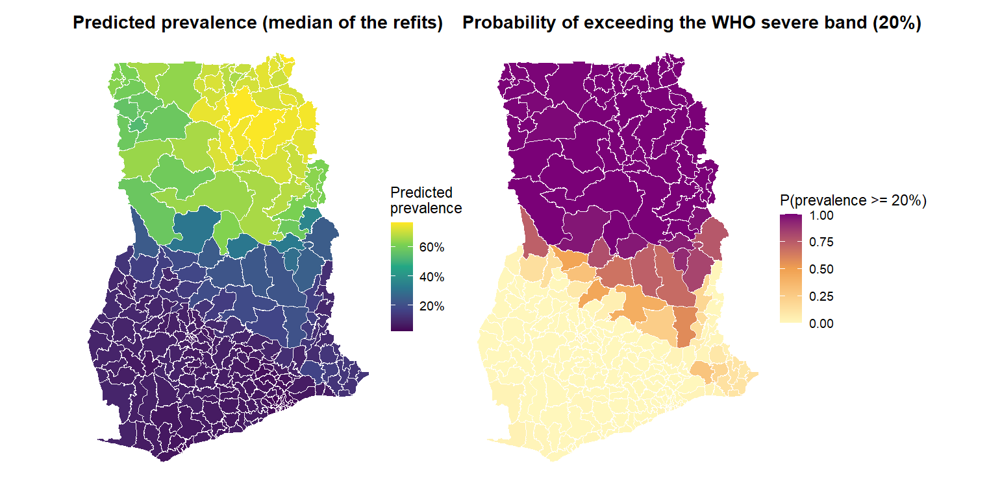 Predicted prevalence (median of the refits)
Probability of exceeding the WHO severe band (20%)
Predicted
prevalence
60%
40%
20%
P(prevalence >= 20%)
1.00
0.75
0.50
0.25
0.00